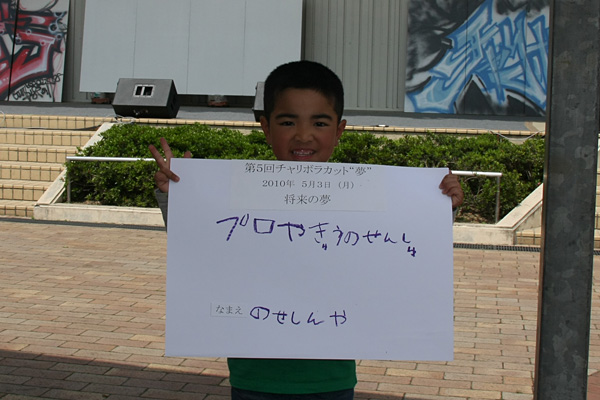 第5回チャリボラカット“夢”
2010年 5月3日 (月)
将来の夢
プロやぎゅうのせんしゅ
なまえ のせしんや